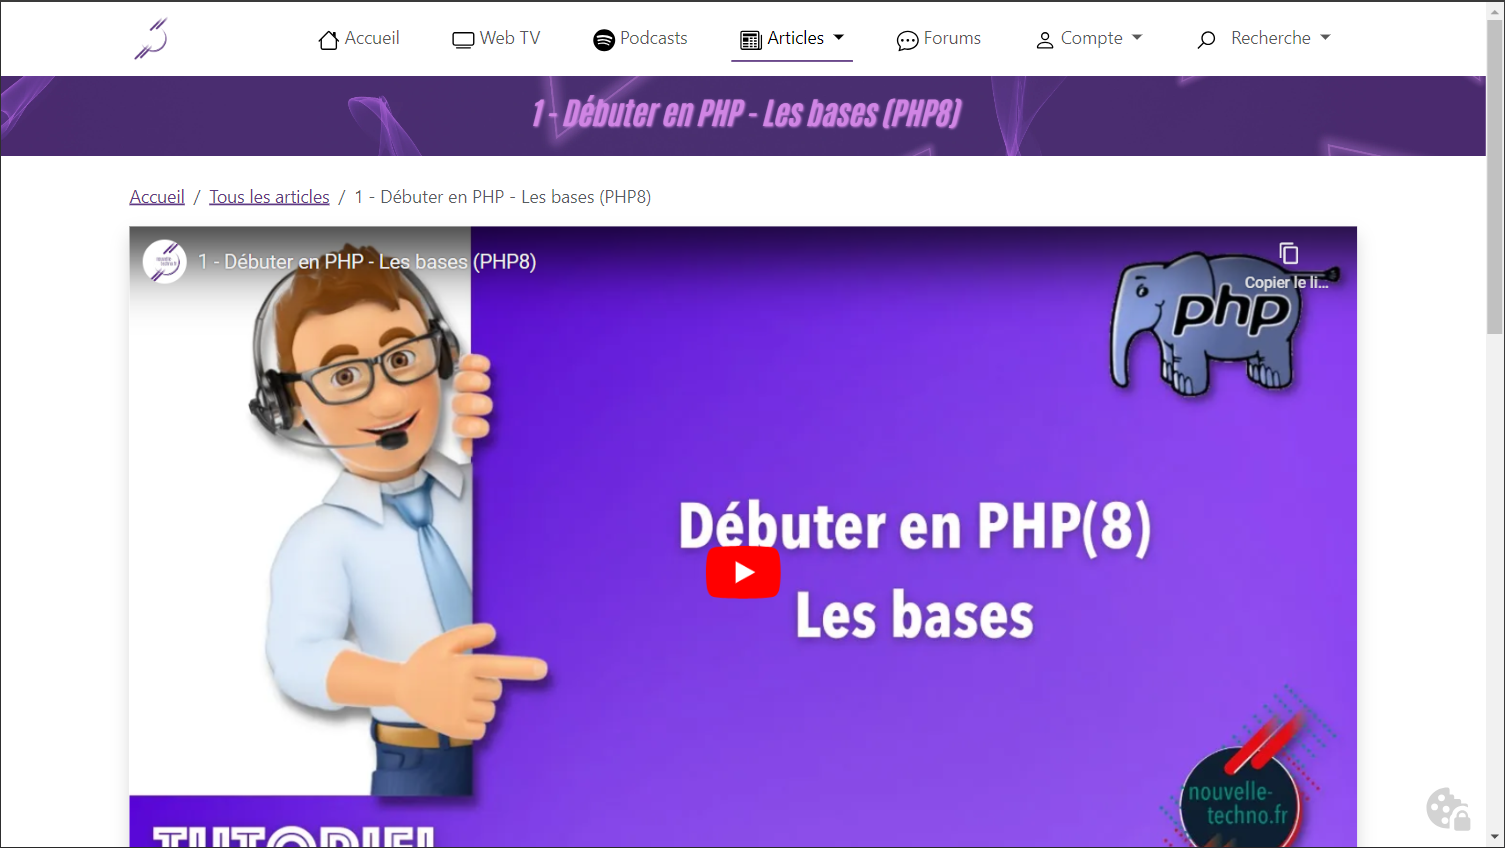 Accueil
Web TV
Podcasts
Articles
Forums
Compte
Recherche
1 - Débuter en PHP - Les bases (PHP8)
Accueil / Tous les articles / 1 - Débuter en PHP - Les bases (PHP8)
1 - Débuter en PHP - Les bases (PHP8)
Copier le li...
php
Débuter en PHP(8)
Les bases
nouvelle-
techno.fr
TUTORIEL